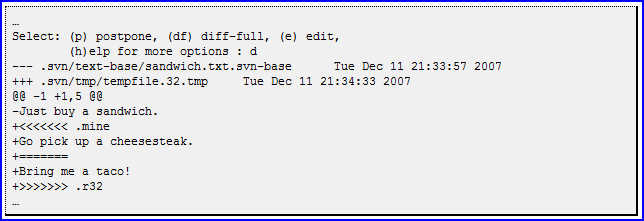 …
Select: (p) postpone, (df) diff-full, (e) edit,
        (h)elp for more options : d
--- .svn/text-base/sandwich.txt.svn-base      Tue Dec 11 21:33:57 2007
+++ .svn/tmp/tempfile.32.tmp     Tue Dec 11 21:34:33 2007
@@ -1 +1,5 @@
-Just buy a sandwich.
+<<<<<<< .mine
+Go pick up a cheesesteak.
+=======
+Bring me a taco!
+>>>>>>> .r32
…